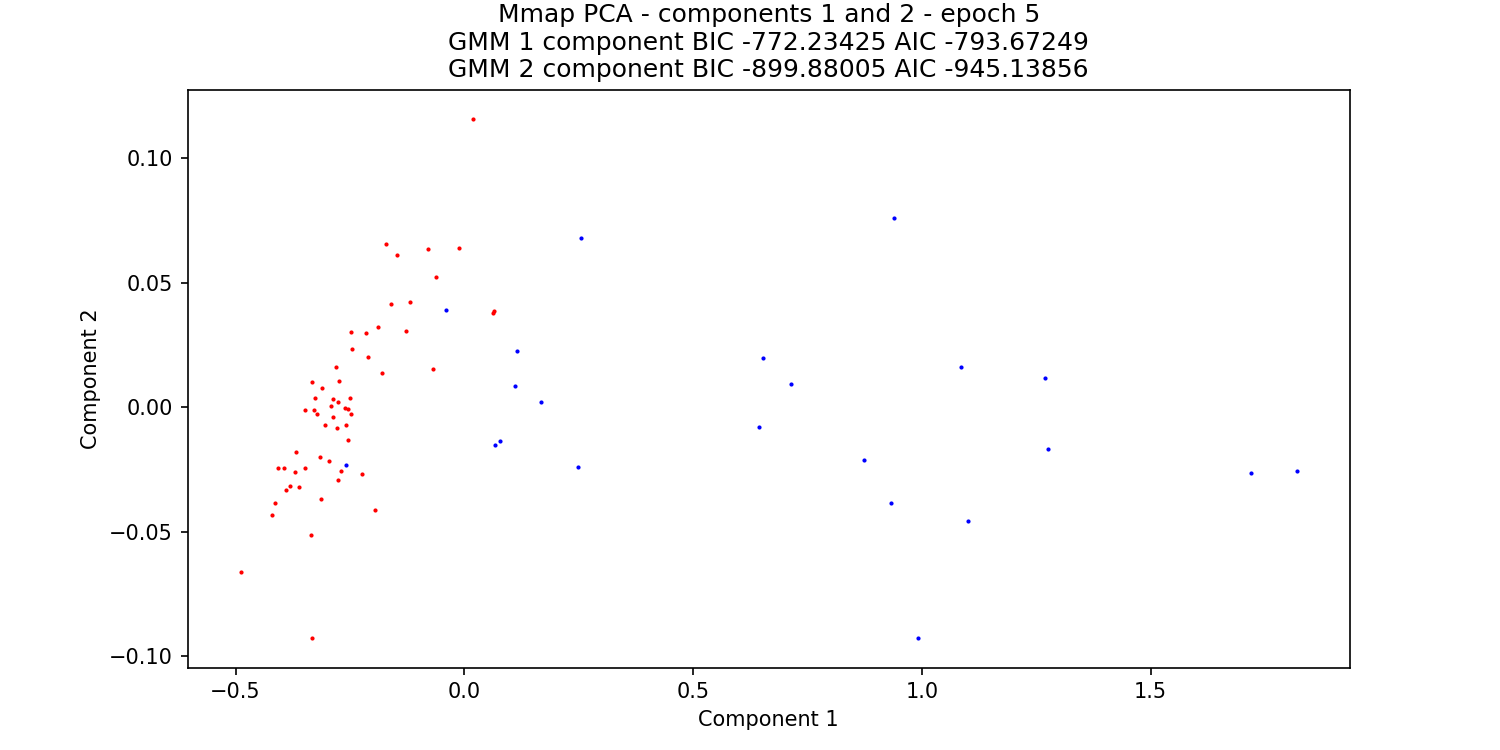 Mmap PCA - components 1 and 2 - epoch 5
GMM 1 component BIC -772.23425 AIC -793.67249
GMM 2 component BIC -899.88005 AIC -945.13856
0.10
0.05
0.00
−0.05
−0.10
Component 2
−0.5
0.0
0.5
1.0
1.5
Component 1